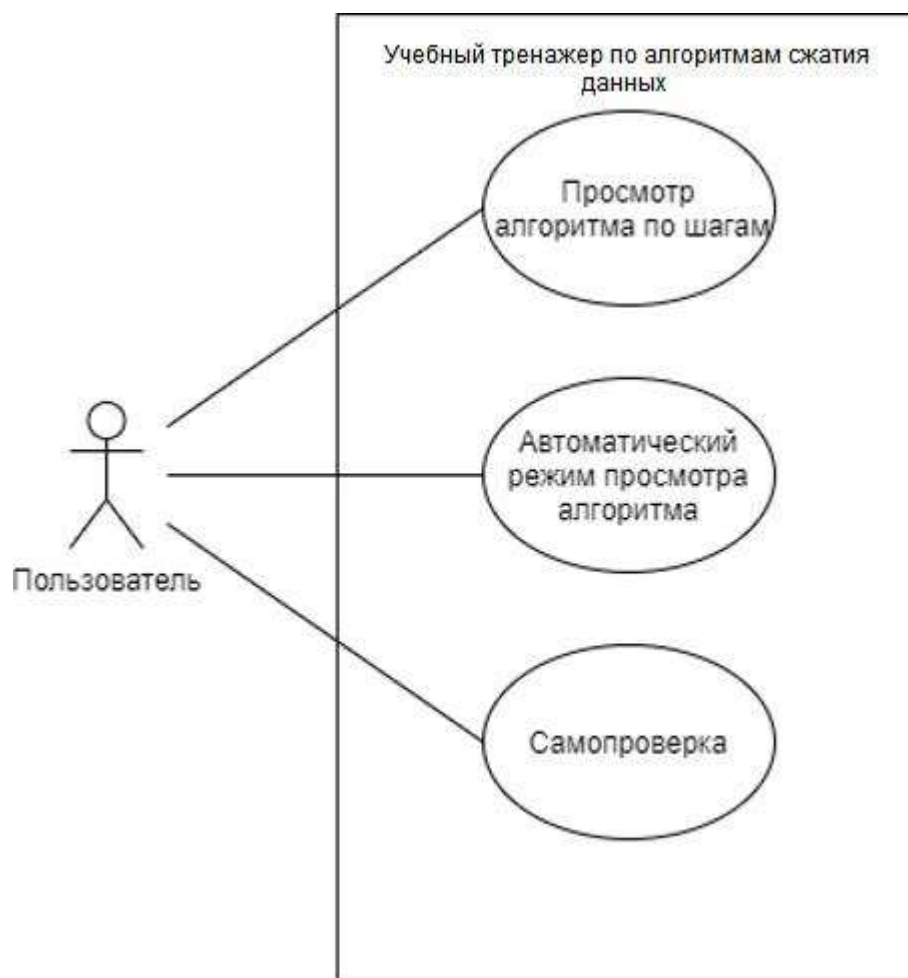 Учебный тренажер по алгоритмам сжатия
данных
Просмотр
алгоритма по шагам
Автоматический
режим просмотра
алгоритма
Пользователь
Самопроверка